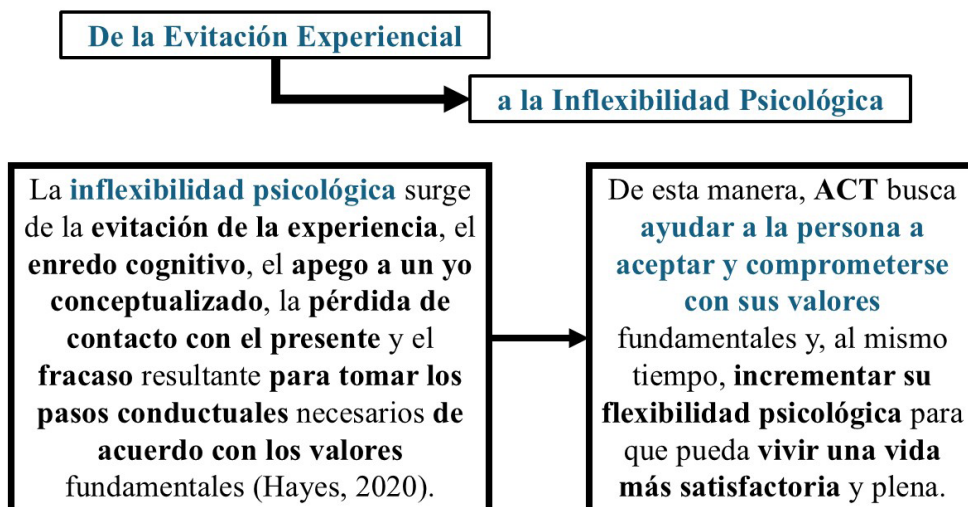 De la Evitación Experiencial
a la Inflexibilidad Psicológica
La inflexibilidad psicológica surge
de la evitación de la experiencia, el
enredo cognitivo, el apego a un yo
conceptualizado, la pérdida de
contacto con el presente y el
fracaso resultante para tomar los
pasos conductuales necesarios de
acuerdo con los valores
fundamentales (Hayes, 2020).
De esta manera, ACT busca
ayudar a la persona a
aceptar y comprometerse
con sus valores
fundamentales y, al mismo
tiempo, incrementar su
flexibilidad psicológica para
que pueda vivir una vida
más satisfactoria y plena.